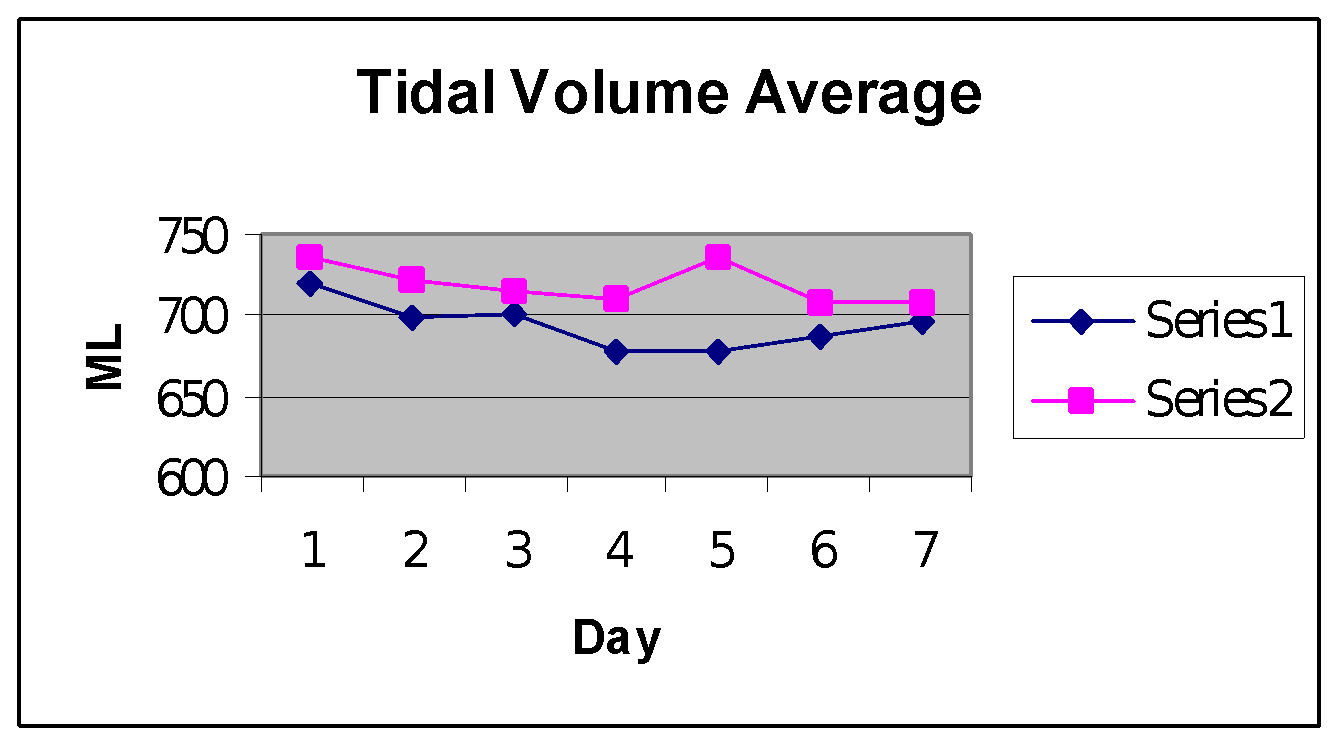 Tidal Volume Average
750
700
650
600
ML
1 2 3 4 5 6 7
Day
Series1
Series2